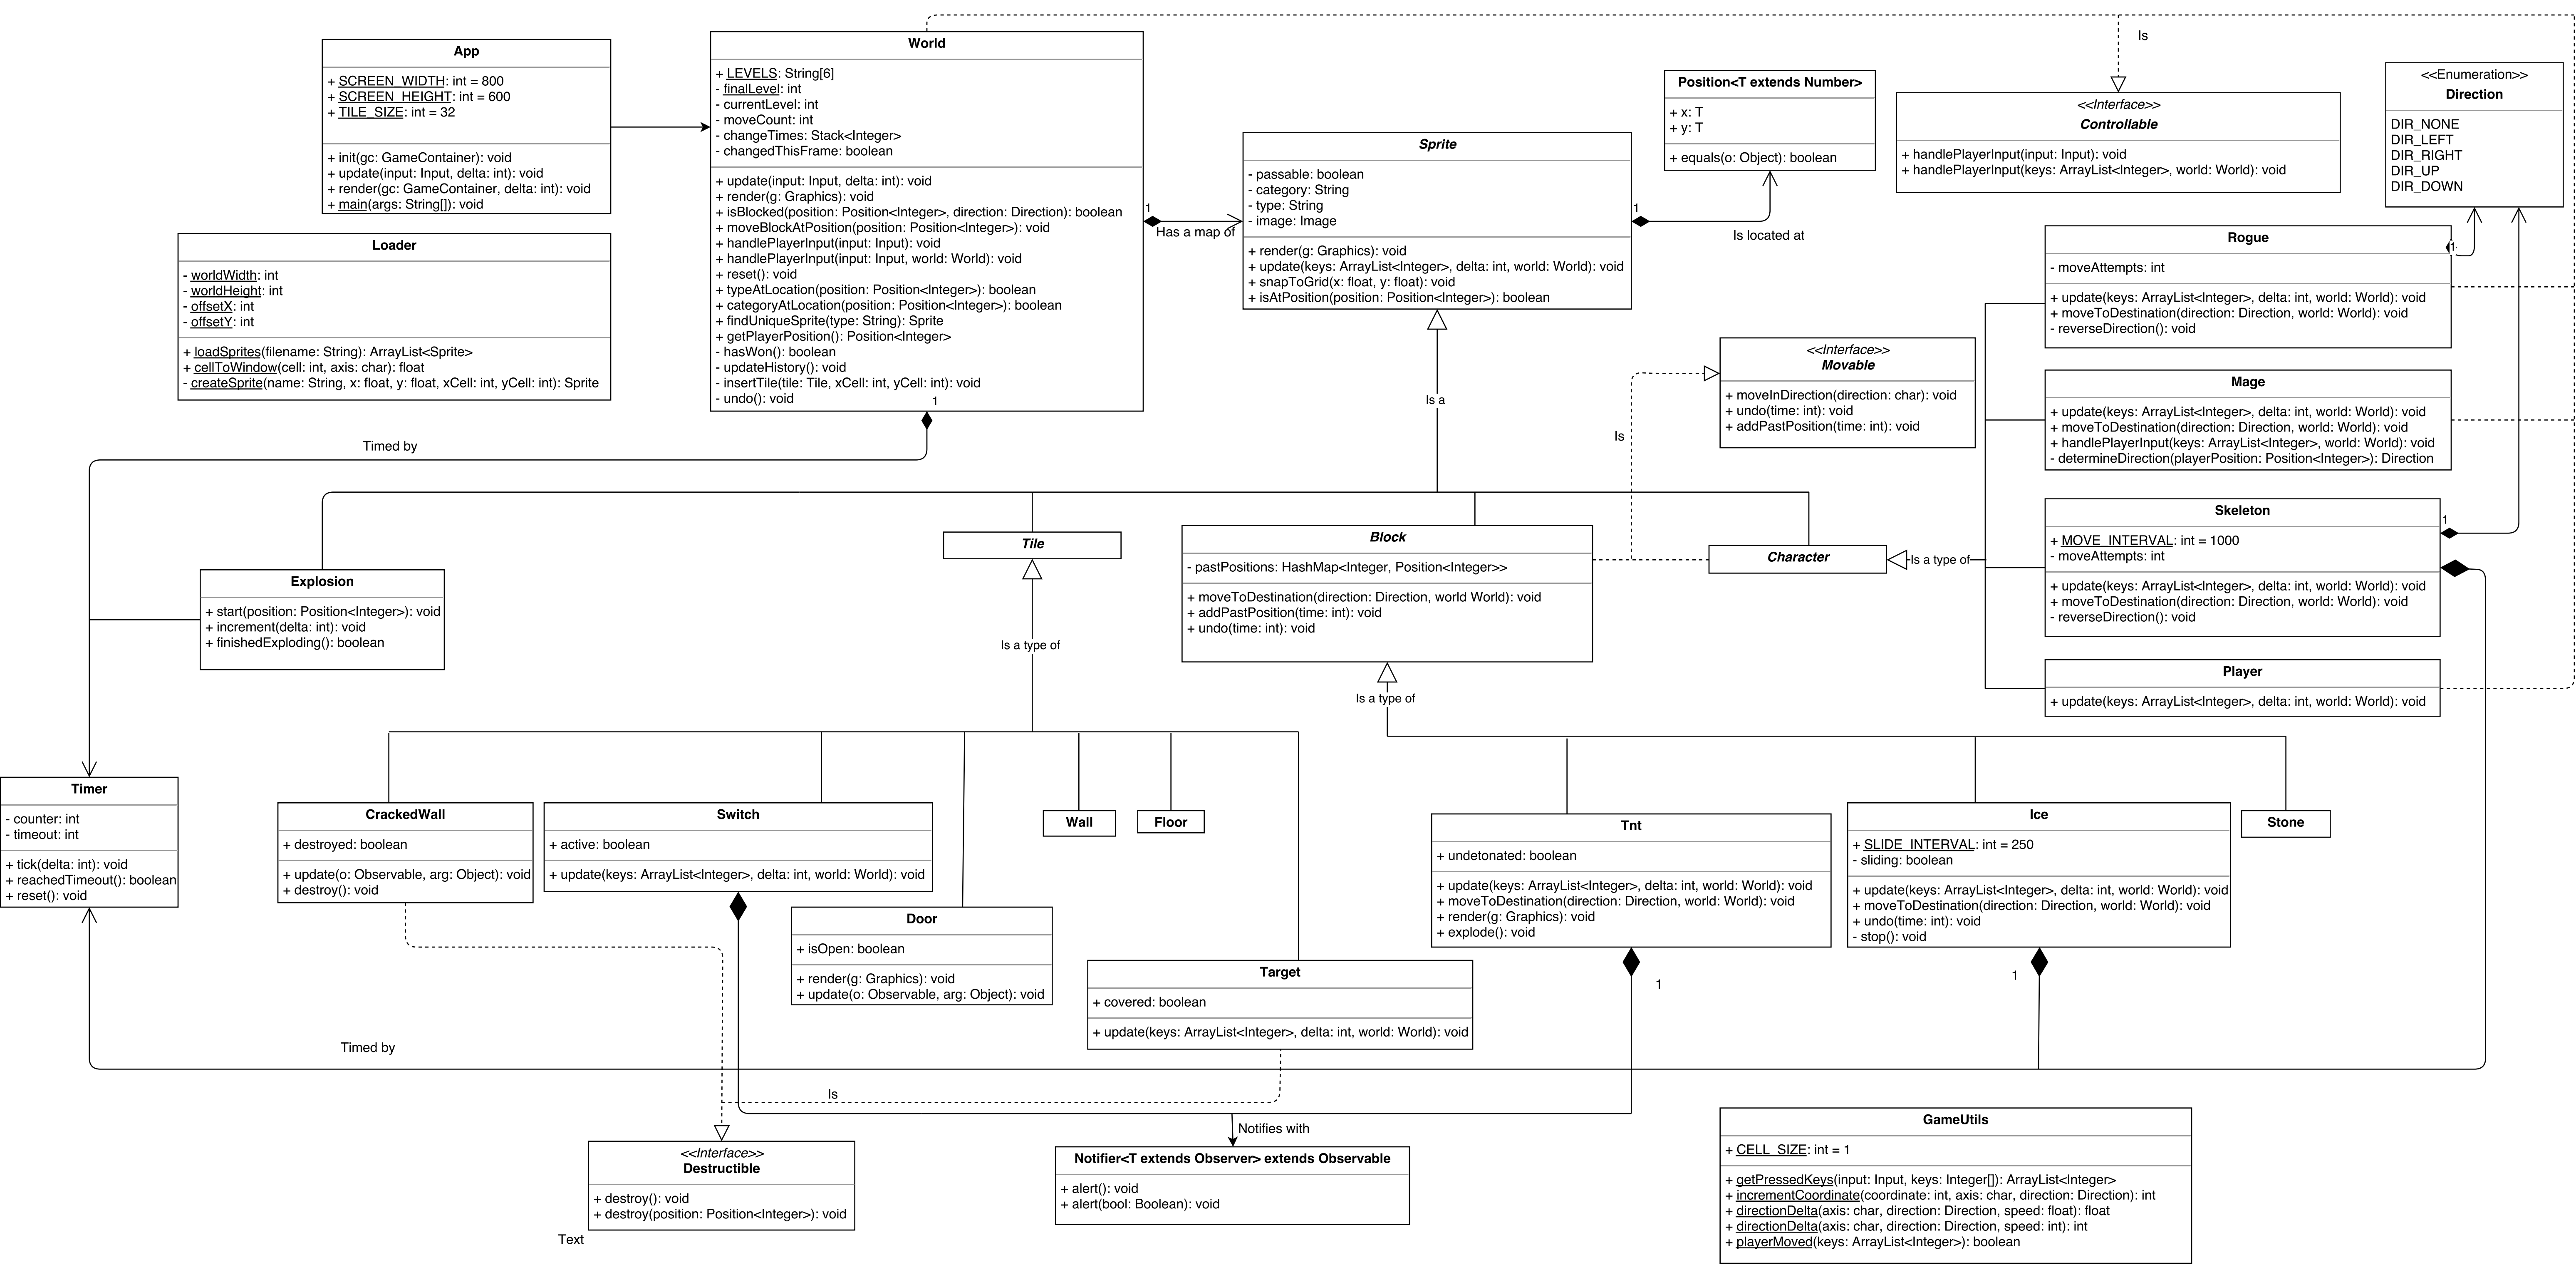 App
+ SCREEN_WIDTH: int = 800
+ SCREEN_HEIGHT: int = 600
+ TILE_SIZE: int = 32
+ init(gc: GameContainer): void
+ update(input: Input, delta: int): void
+ render(gc: GameContainer, delta: int): void
+ main(args: String[]): void
Loader
- worldWidth: int
- worldHeight: int
- offsetX: int
- offsetY: int
+ loadSprites(filename: String): ArrayList<Sprite>
+ cellToWindow(cell: int, axis: char): float
- createSprite(name: String, x: float, y: float, xCell: int, yCell: int): Sprite
World
+ LEVELS: String[6]
- finalLevel: int
- currentLevel: int
- moveCount: int
- changeTimes: Stack<Integer>
- changedThisFrame: boolean
+ update(input: Input, delta: int): void
+ render(g: Graphics): void
+ isBlocked(position: Position<Integer>, direction: Direction): boolean
+ moveBlockAtPosition(position: Position<Integer>): void
+ handlePlayerInput(input: Input): void
+ handlePlayerInput(input: Input, world: World): void
+ reset(): void
+ typeAtLocation(position: Position<Integer>): boolean
+ categoryAtLocation(position: Position<Integer>): boolean
+ findUniqueSprite(type: String): Sprite
+ getPlayerPosition(): Position<Integer>
- hasWon(): boolean
- updateHistory(): void
- insertTile(tile: Tile, xCell: int, yCell: int): void
- undo(): void
1
1
Has a map of
Sprite
- passable: boolean
- category: String
- type: String
- image: Image
+ render(g: Graphics): void
+ update(keys: ArrayList<Integer>, delta: int, world: World): void
+ snapToGrid(x: float, y: float): void
+ isAtPosition(position: Position<Integer>): boolean
1
Is located at
Position<T extends Number>
+ x: T
+ y: T
+ equals(o: Object): boolean
Is
<<Interface>>
Controllable
+ handlePlayerInput(input: Input): void
+ handlePlayerInput(keys: ArrayList<Integer>, world: World): void
<<Enumeration>>
Direction
DIR_NONE
DIR_LEFT
DIR_RIGHT
DIR_UP
DIR_DOWN
Rogue
- moveAttempts: int
+ update(keys: ArrayList<Integer>, delta: int, world: World): void
+ moveToDestination(direction: Direction, world: World): void
- reverseDirection(): void
1
<<Interface>>
Movable
+ moveInDirection(direction: char): void
+ undo(time: int): void
+ addPastPosition(time: int): void
Is
Is a
Mage
+ update(keys: ArrayList<Integer>, delta: int, world: World): void
+ moveToDestination(direction: Direction, world: World): void
+ handlePlayerInput(keys: ArrayList<Integer>, world: World): void
- determineDirection(playerPosition: Position<Integer>): Direction
Skeleton
+ MOVE_INTERVAL: int = 1000
- moveAttempts: int
+ update(keys: ArrayList<Integer>, delta: int, world: World): void
+ moveToDestination(direction: Direction, world: World): void
- reverseDirection(): void
1
Player
+ update(keys: ArrayList<Integer>, delta: int, world: World): void
Timed by
Explosion
+ start(position: Position<Integer>): void
+ increment(delta: int): void
+ finishedExploding(): boolean
Tile
Is a type of
Block
- pastPositions: HashMap<Integer, Position<Integer>>
+ moveToDestination(direction: Direction, world World): void
+ addPastPosition(time: int): void
+ undo(time: int): void
Is a type of
Character
Is a type of
Timer
- counter: int
- timeout: int
+ tick(delta: int): void
+ reachedTimeout(): boolean
+ reset(): void
CrackedWall
+ destroyed: boolean
+ update(o: Observable, arg: Object): void
+ destroy(): void
Switch
+ active: boolean
+ update(keys: ArrayList<Integer>, delta: int, world: World): void
Door
+ isOpen: boolean
+ render(g: Graphics): void
+ update(o: Observable, arg: Object): void
Wall
Floor
Target
+ covered: boolean
+ update(keys: ArrayList<Integer>, delta: int, world: World): void
Tnt
+ undetonated: boolean
+ update(keys: ArrayList<Integer>, delta: int, world: World): void
+ moveToDestination(direction: Direction, world: World): void
+ render(g: Graphics): void
+ explode(): void
1
Ice
+ SLIDE_INTERVAL: int = 250
- sliding: boolean
+ update(keys: ArrayList<Integer>, delta: int, world: World): void
+ moveToDestination(direction: Direction, world: World): void
+ undo(time: int): void
- stop(): void
1
Stone
Timed by
Is
Notifies with
<<Interface>>
Destructible
+ destroy(): void
+ destroy(position: Position<Integer>): void
Text
Notifier<T extends Observer> extends Observable
+ alert(): void
+ alert(bool: Boolean): void
GameUtils
+ CELL_SIZE: int = 1
+ getPressedKeys(input: Input, keys: Integer[]): ArrayList<Integer>
+ incrementCoordinate(coordinate: int, axis: char, direction: Direction): int
+ directionDelta(axis: char, direction: Direction, speed: float): float
+ directionDelta(axis: char, direction: Direction, speed: int): int
+ playerMoved(keys: ArrayList<Integer>): boolean